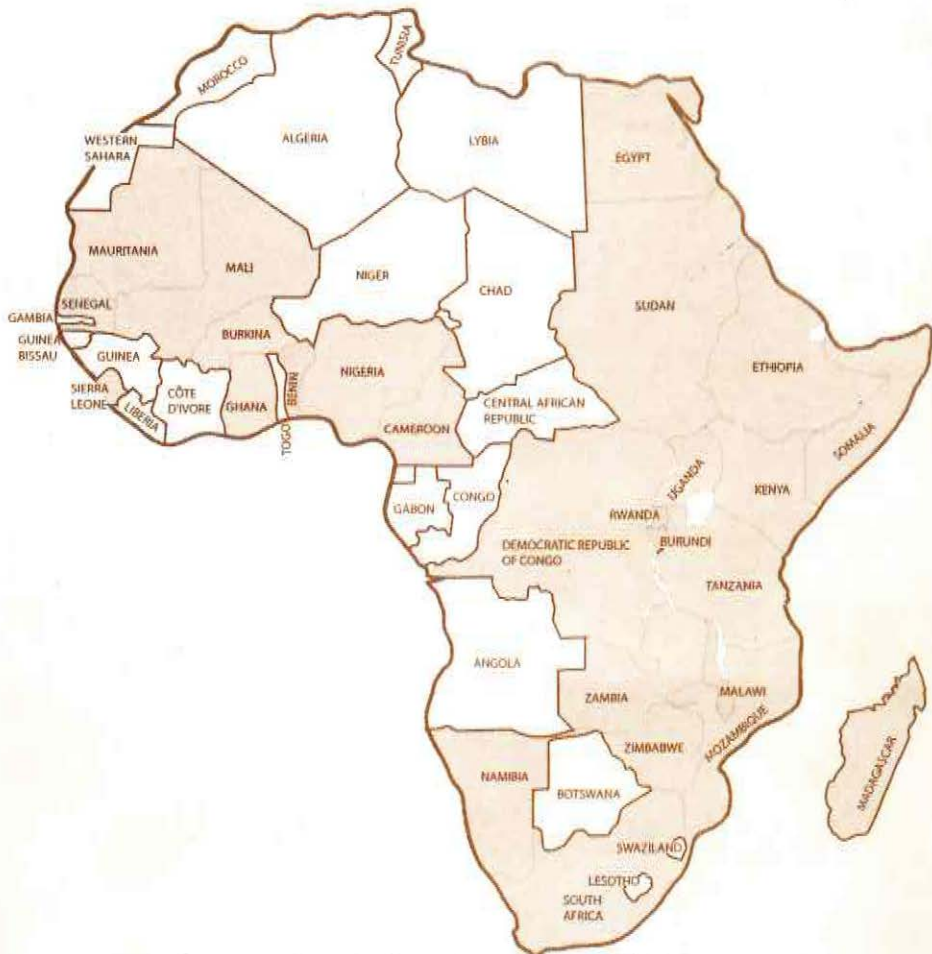 TUNISIA
MOROCCO
ALGERIA
LYBIA
EGYPT
WESTERN
SAHARA
MAURITANIA
MALI
NIGER
CHAD
SUDAN
SENEGAL
GAMBIA
GUINEA
BISSAU
GUINEA
BURKINA
NIGERIA
ETHIOPIA
SIERRA
LEONE
LIBERIA
CÔTE
D'IVORE
GHANA
TOGO
BENIN
CAMEROON
CENTRAL AFRICAN
REPUBLIC
SOMALIA
UGANDA
KENYA
GABON
CONGO
RWANDA
BURUNDI
DEMOCRATIC REPUBLIC
OF CONGO
TANZANIA
ANGOLA
ZAMBIA
MALAWI
MOZAMBIQUE
ZIMBABWE
NAMIBIA
BOTSWANA
MADAGASCAR
SWAZILAND
LESOTHO
SOUTH
AFRICA